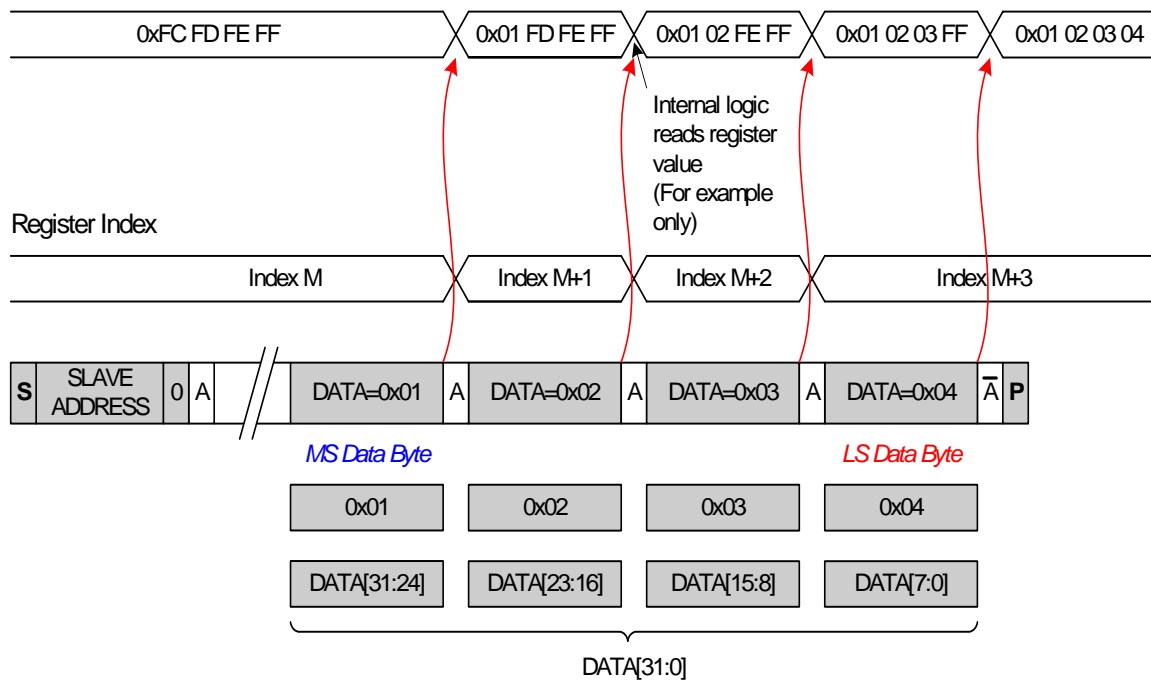 0xFC FD FE FF 0x01 FD FE FF 0x01 02 FE FF 0x01 02 03 FF 0x01 02 03 04
Internal logic
reads register
value
(For example
only)
Register Index
Index M Index M+1 Index M+2 Index M+3
S SLAVE ADDRESS 0 A DATA=0x01 A DATA=0x02 A DATA=0x03 A DATA=0x04 A̅ P
MS Data Byte LS Data Byte
0x01 0x02 0x03 0x04
DATA[31:24] DATA[23:16] DATA[15:8] DATA[7:0]
DATA[31:0]